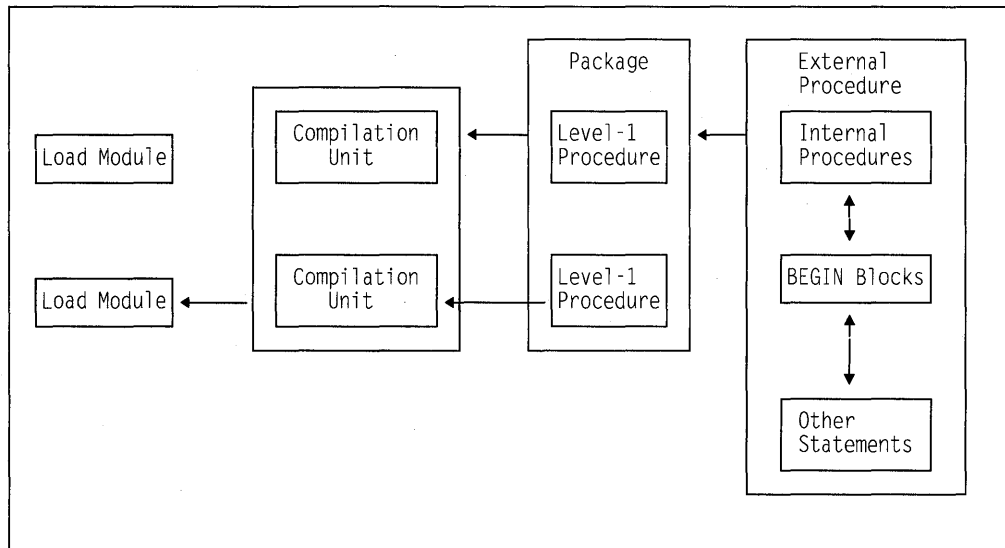 Package
External
Procedure
Load Module
Compilation
Unit
Level-1
Procedure
Internal
Procedures
Load Module
Compilation
Unit
Level-1
Procedure
BEGIN Blocks
Other
Statements